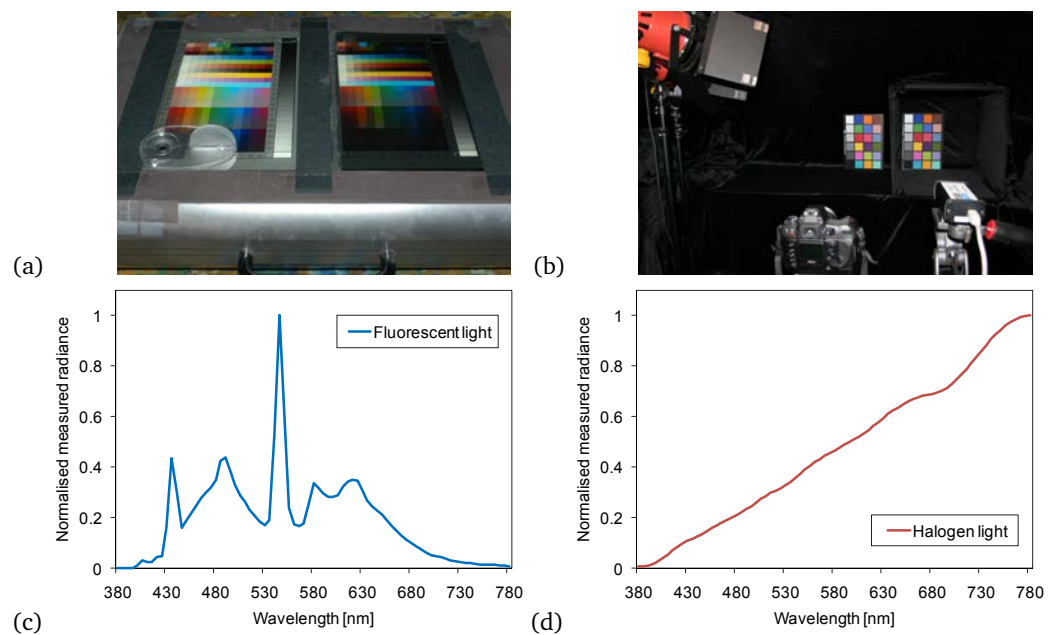 (a)
(b)
Normalised measured radiance
1
0.8
0.6
0.4
0.2
0
Fluorescent light
380 430 480 530 580 630 680 730 780
Wavelength [nm]
(c)
Normalised measured radiance
1
0.8
0.6
0.4
0.2
0
Halogen light
380 430 480 530 580 630 680 730 780
Wavelength [nm]
(d)